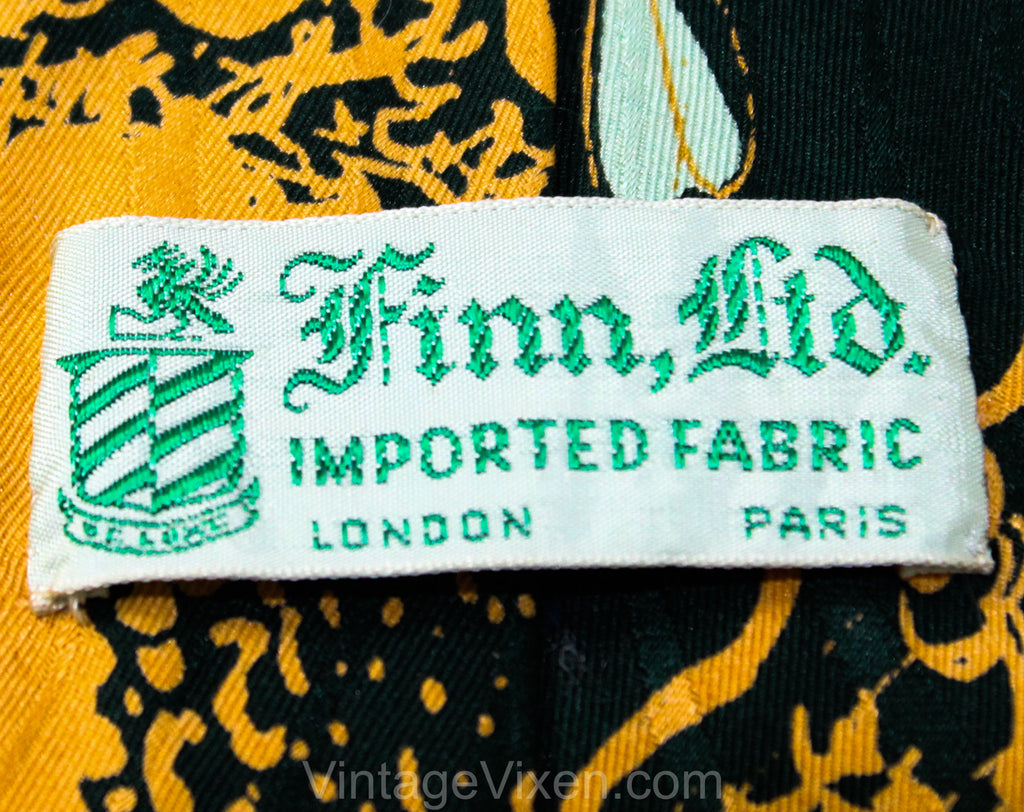 Finn, Ltd.
IMPORTED FABRIC
LONDON PARIS
VintageVixen.com